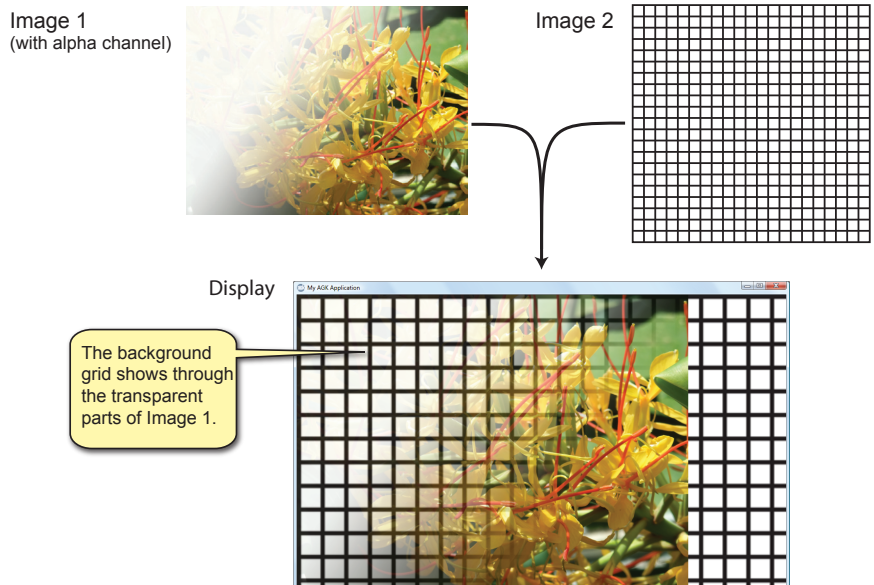 Image 1
(with alpha channel)
Image 2
Display
My AGK Application
The background
grid shows through
the transparent
parts of Image 1.